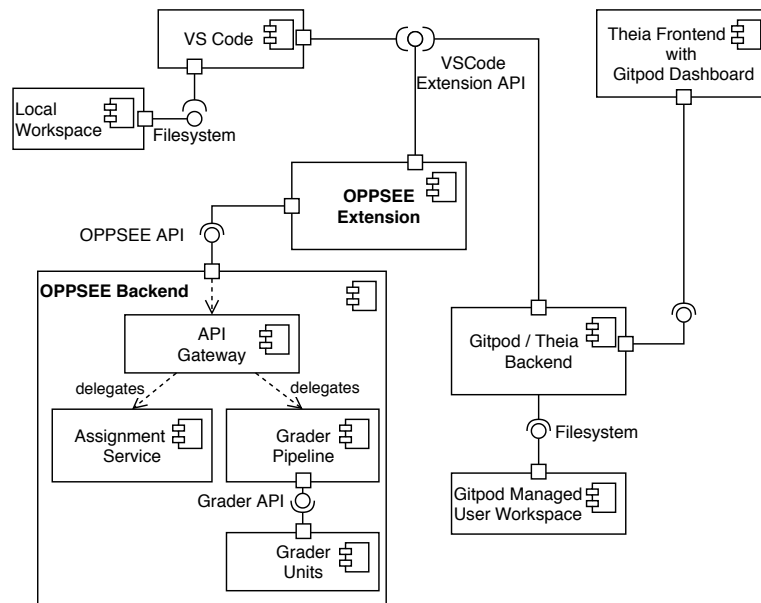 VS Code
Theia Frontend
with
Gitpod Dashboard
VSCode
Extension API
Local
Workspace
Filesystem
OPPSEE
Extension
OPPSEE API
OPPSEE Backend
API
Gateway
delegates
delegates
Assignment
Service
Grader
Pipeline
Grader API
Grader
Units
Gitpod / Theia
Backend
Filesystem
Gitpod Managed
User Workspace